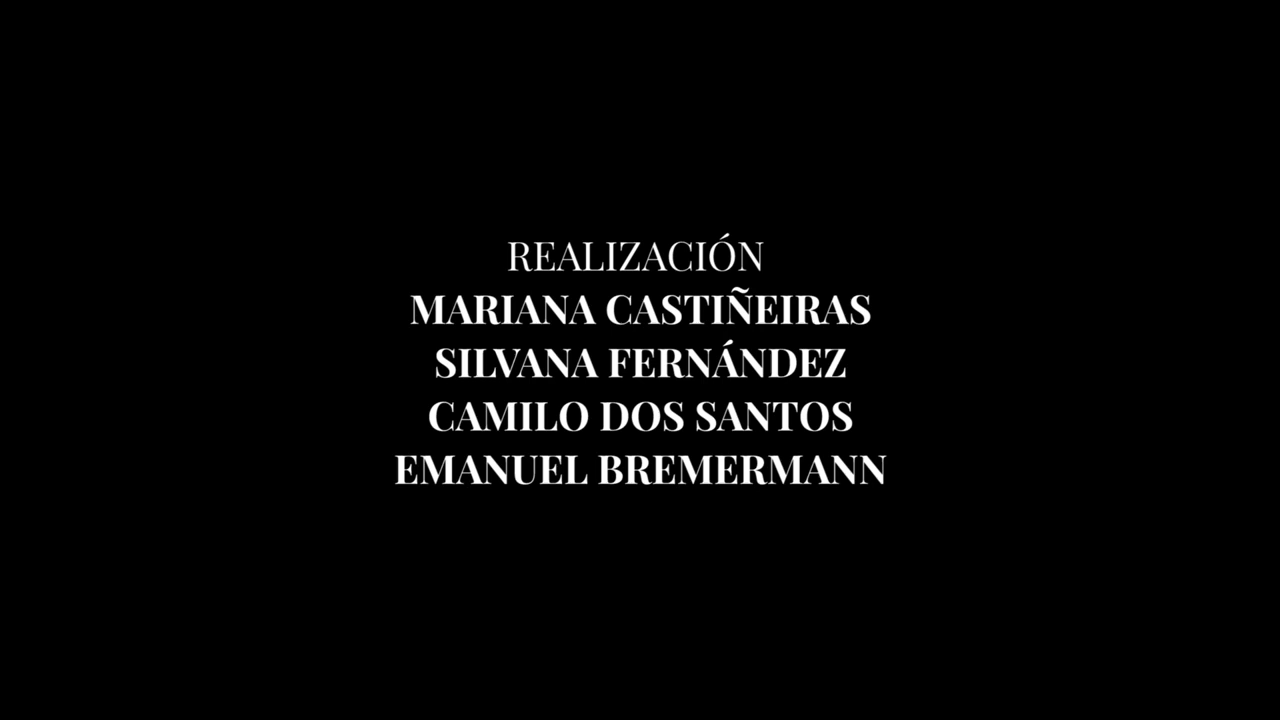 REALIZACIÓN
MARIANA CASTIÑEIRAS
SILVANA FERNÁNDEZ
CAMILO DOS SANTOS
EMANUEL BREMERMANN